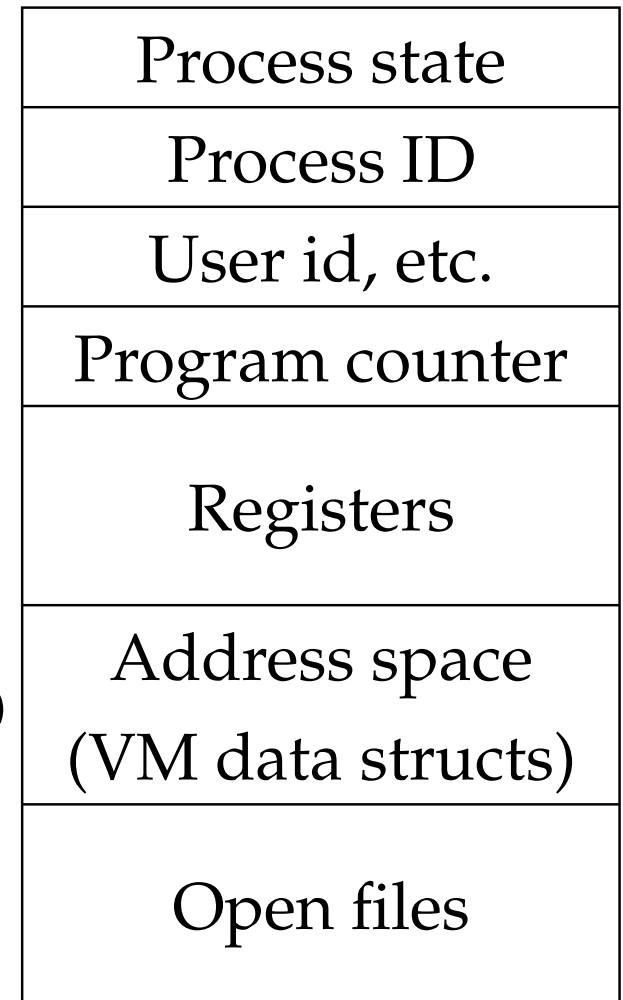 Process state
Process ID
User id, etc.
Program counter
Registers
Address space
)
(VM data structs)
Open files